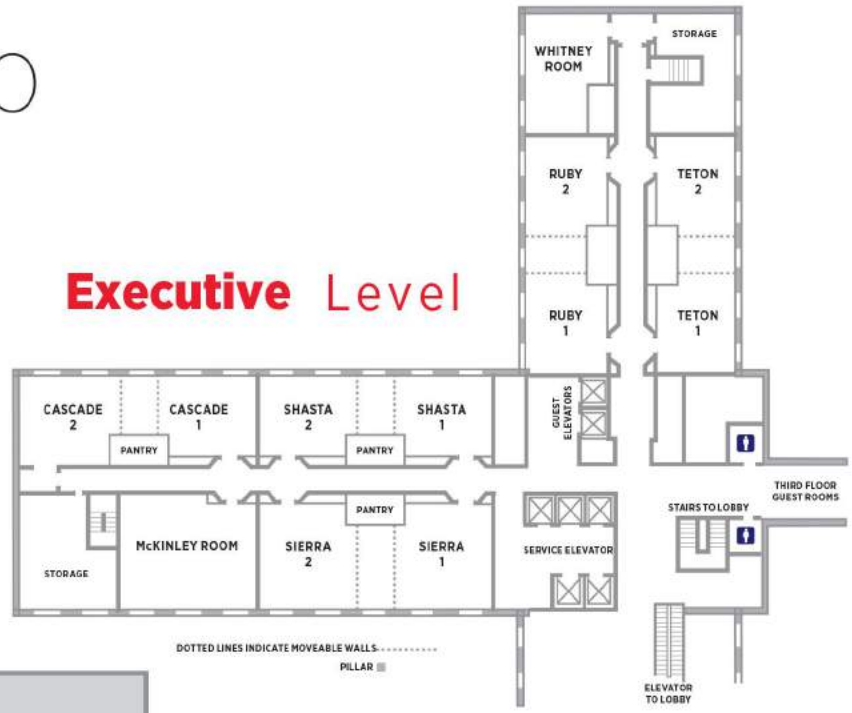 Executive Level
WHITNEY
ROOM
STORAGE
RUBY
2
TETON
2
RUBY
1
TETON
1
CASCADE
2
CASCADE
1
SHASTA
2
SHASTA
1
PANTRY
PANTRY
GUEST
ELEVATORS
THIRD FLOOR
GUEST ROOMS
STAIRS TO LOBBY
STORAGE
McKINLEY ROOM
PANTRY
SIERRA
2
SIERRA
1
SERVICE ELEVATOR
DOTTED LINES INDICATE MOVEABLE WALLS
PILLAR
ELEVATOR
TO LOBBY